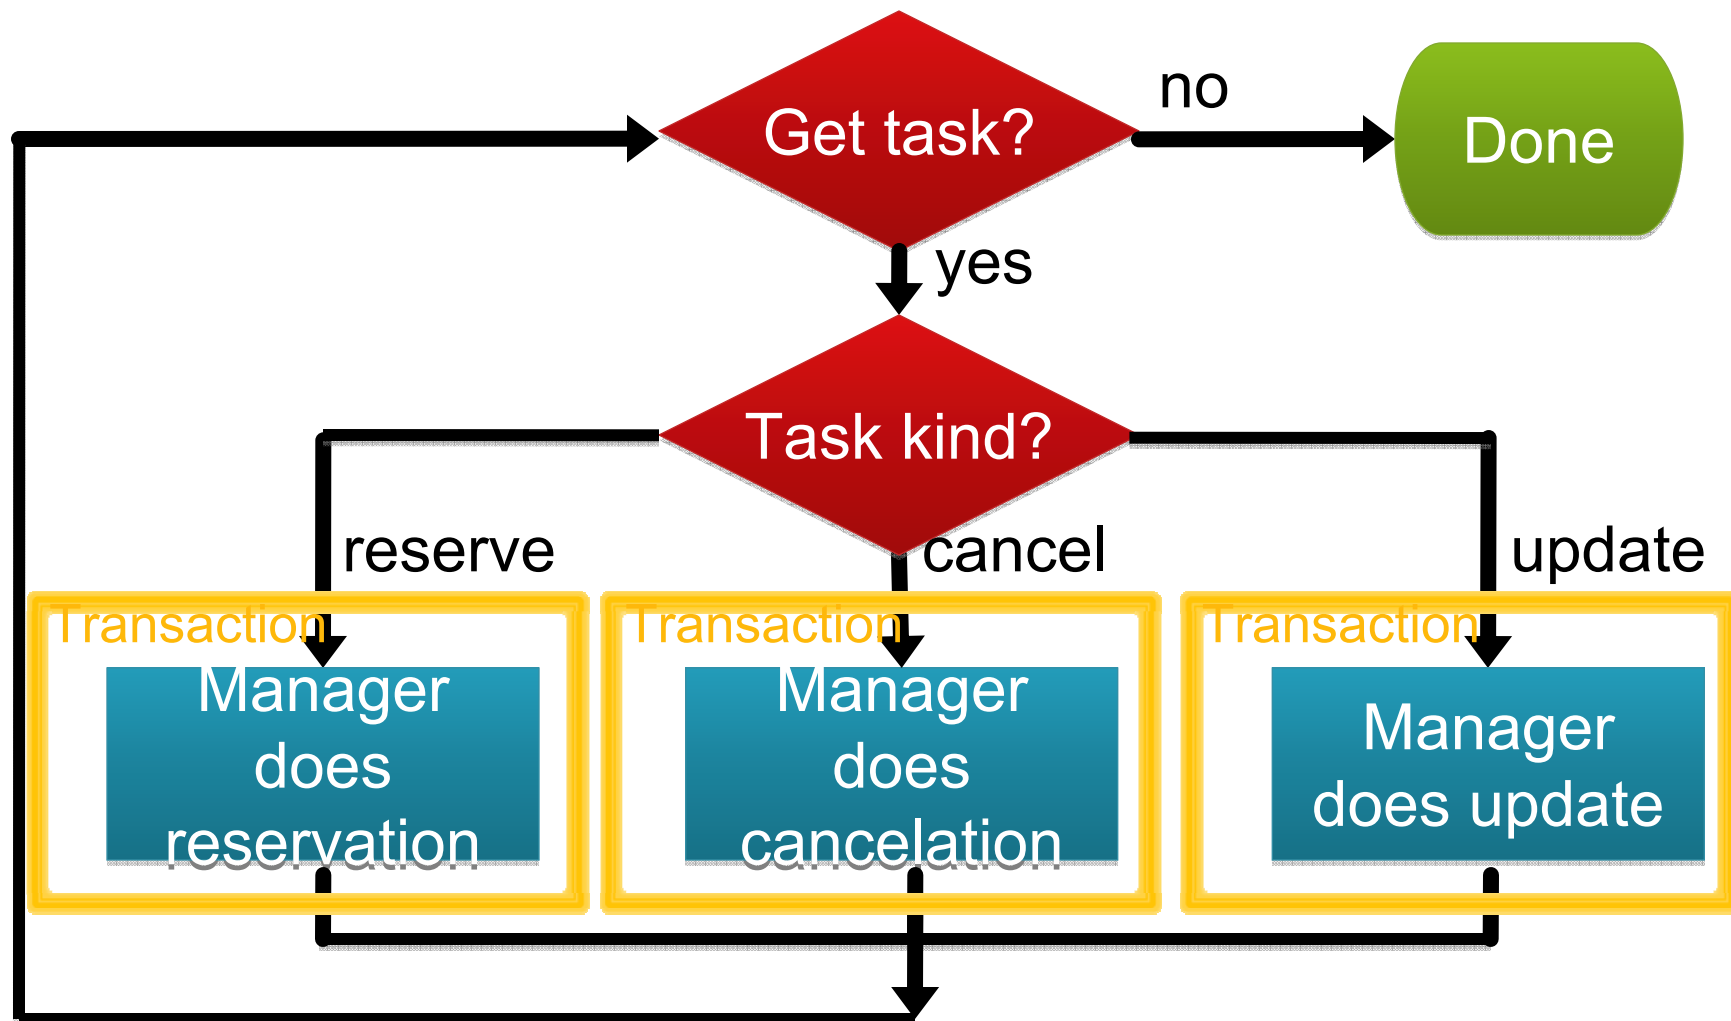 Get task?
no
Done
yes
Task kind?
reserve
cancel
update
Transaction
Transaction
Transaction
Manager
does
reservation
Manager
does
cancelation
Manager
does update